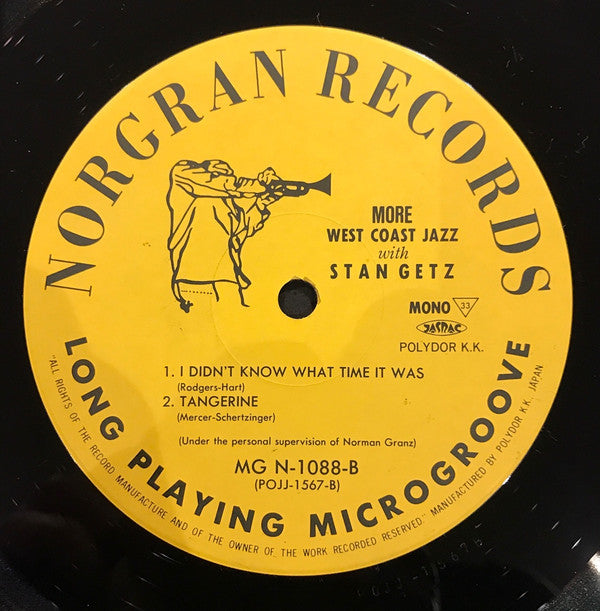 NORGRAN RECORDS
MORE
WEST COAST JAZZ
with
STAN GETZ
MONO 33
JASRAC
POLYDOR K.K.
1. I DIDN'T KNOW WHAT TIME IT WAS
(Rodgers-Hart)
2. TANGERINE
(Mercer-Schertzinger)
(Under the personal supervision of Norman Granz)
MG N-1088-B
(POJJ-1567-B)
LONG PLAYING MICROGROOVE
"ALL RIGHTS OF THE RECORD MANUFACTURE AND OF THE OWNER OF THE WORK RECORDED RESERVED." MANUFACTURED BY POLYDOR K.K. JAPAN